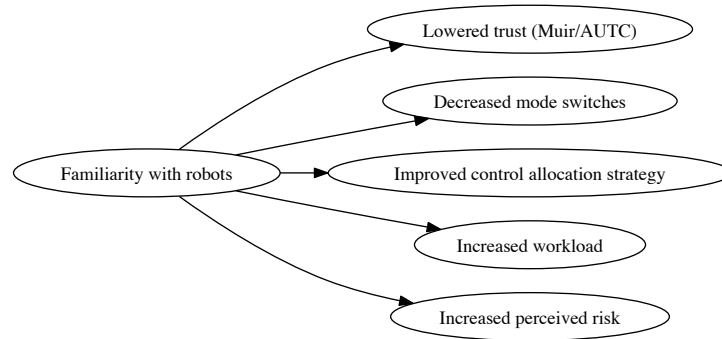 Lowered trust (Muir/AUTC)
Decreased mode switches
Familiarity with robots
Improved control allocation strategy
Increased workload
Increased perceived risk